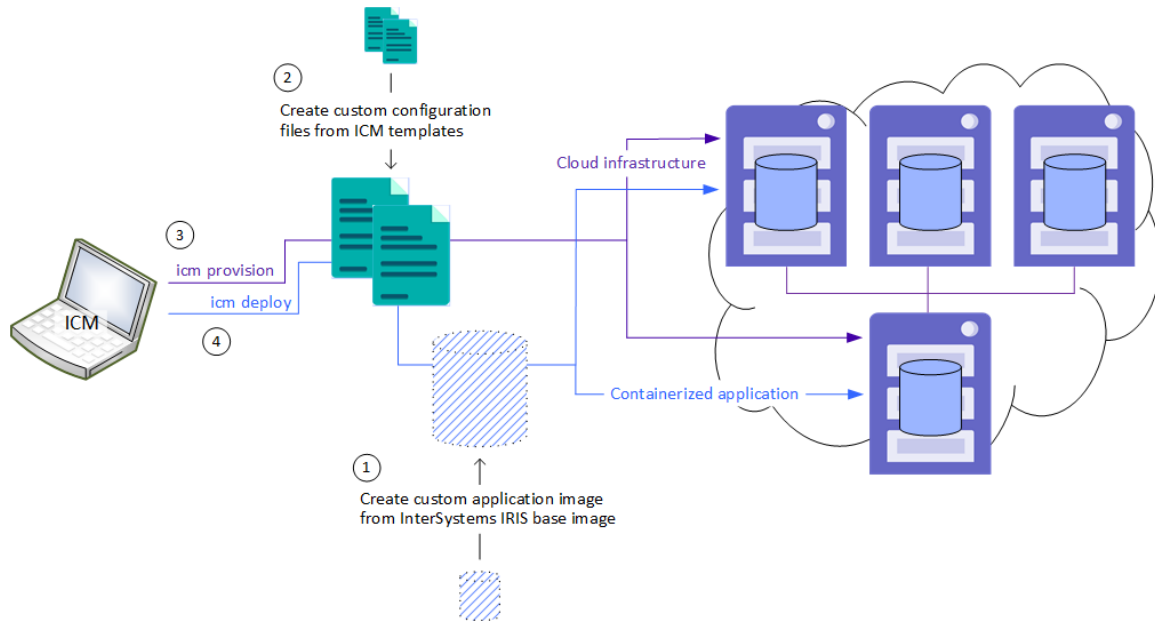 2
Create custom configuration
files from ICM templates
Cloud infrastructure
3
icm provision
icm deploy
ICM
4
Containerized application
1
Create custom application image
from InterSystems IRIS base image